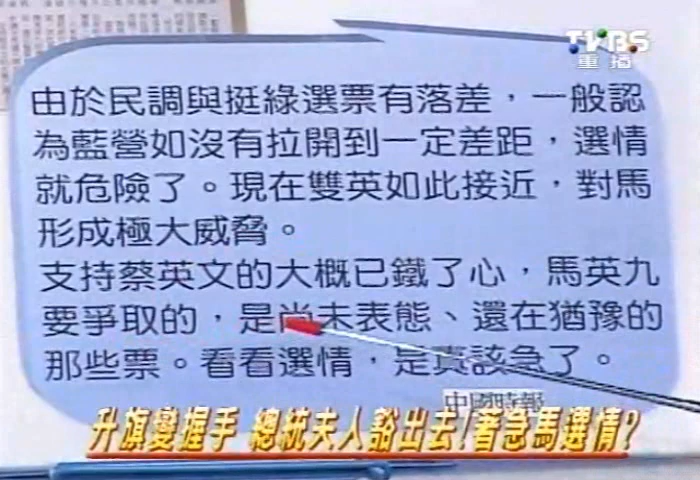 TVBS
重播
由於民調與挺綠選票有落差，一般認
為藍營如沒有拉開到一定差距，選情
就危險了。現在雙英如此接近，對馬
形成極大威脅。
支持蔡英文的大概已鐵了心，馬英九
要爭取的，是尚未表態、還在猶豫的
那些票。看看選情，是真該急了。
中國時報
升旗變握手 總統夫人豁出去!著急馬選情?